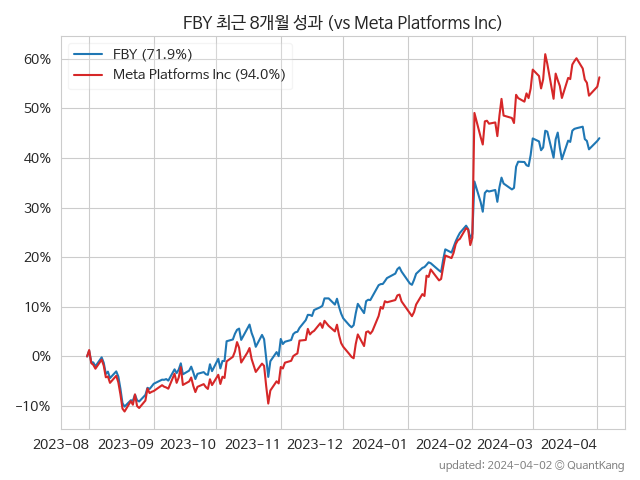 FBY 최근 8개월 성과 (vs Meta Platforms Inc)
FBY (71.9%)
Meta Platforms Inc (94.0%)
60%
50%
40%
30%
20%
10%
0%
−10%
2023−08 2023−09 2023−10 2023−11 2023−12 2024−01 2024−02 2024−03 2024−04
updated: 2024−04−02 © QuantKang